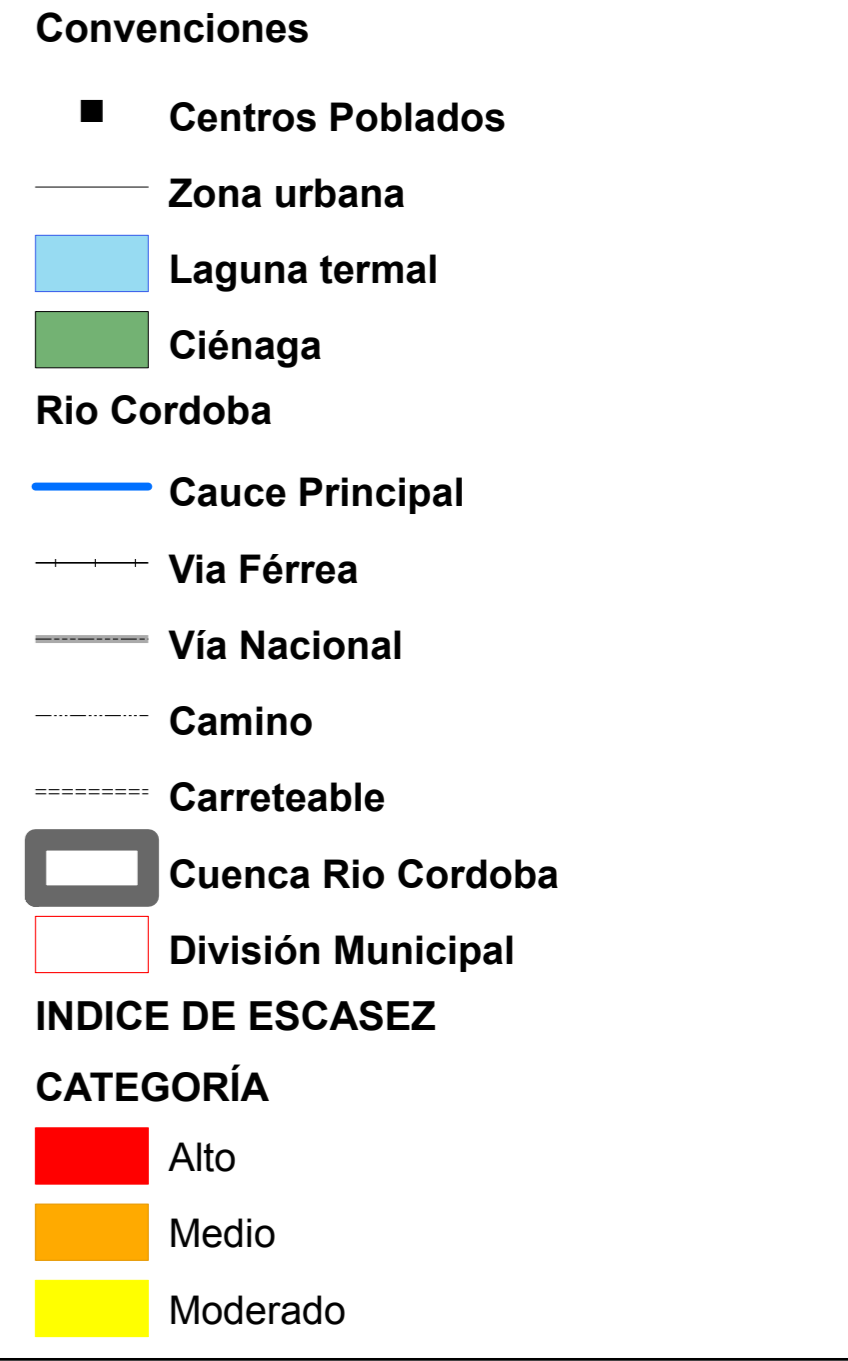 Convenciones
Centros Poblados
Zona urbana
Laguna termal
Ciénaga
Rio Cordoba
Cauce Principal
Via Férrea
Vía Nacional
Camino
Carreteable
Cuenca Rio Cordoba
División Municipal
INDICE DE ESCASEZ
CATEGORÍA
Alto
Medio
Moderado